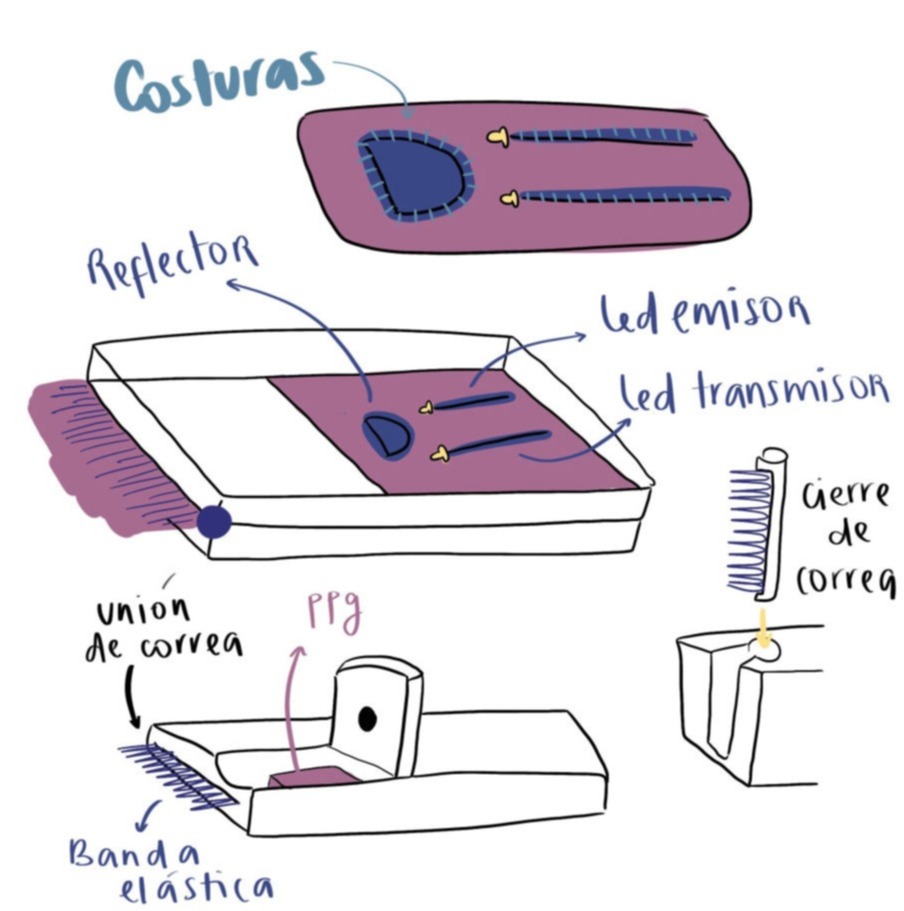 Costuras
Reflector
led emisor
led transmisor
cierre
de
correa
unión
de correa
PPg
Banda
elástica